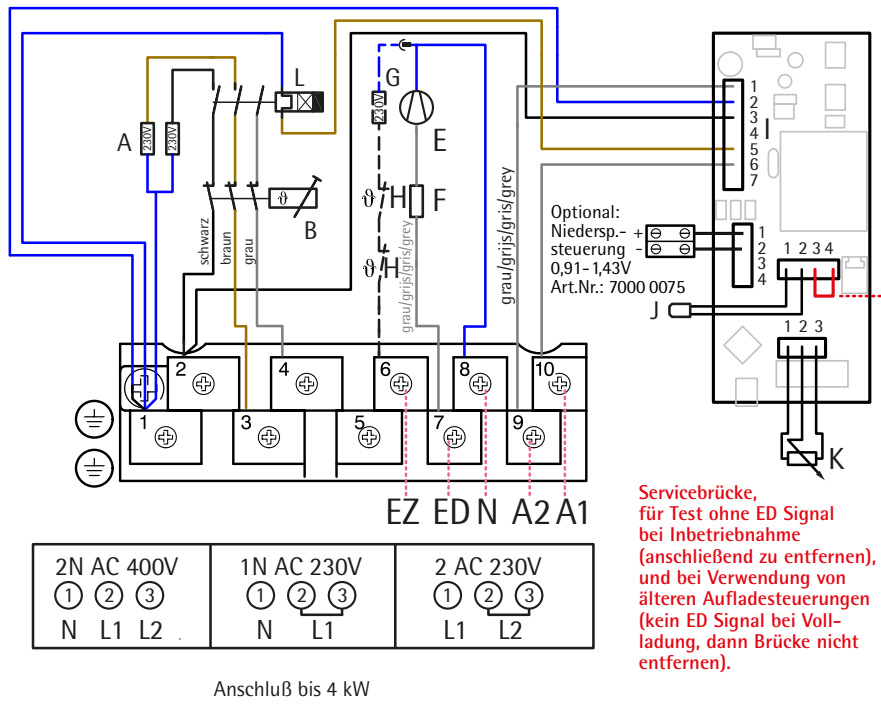 L
G
A
230V
230V
230V
E
I
1
2
3
4
5
6
7
ϑ
B
ϑ
H
F
ϑ
H
schwarz
braun
grau
grau/grijs/gris/grey
grau/grijs/gris/grey
Optional:
Niedersp.- +
steuerung -
0,91-1,43V
Art.Nr.: 7000 0075
1
2
3
4
1 2 3 4
J
1 2 3
K
2
4
6
8
10
1
3
5
7
9
EZ ED N A2 A1
Servicebrücke,
für Test ohne ED Signal
bei Inbetriebnahme
(anschließend zu entfernen),
und bei Verwendung von
älteren Aufladesteuerungen
(kein ED Signal bei Voll-
ladung, dann Brücke nicht
entfernen).
2N AC 400V
1 2 3
N L1 L2 .
1N AC 230V
1 2 3
N L1
2 AC 230V
1 2 3
L1 L2
Anschluß bis 4 kW